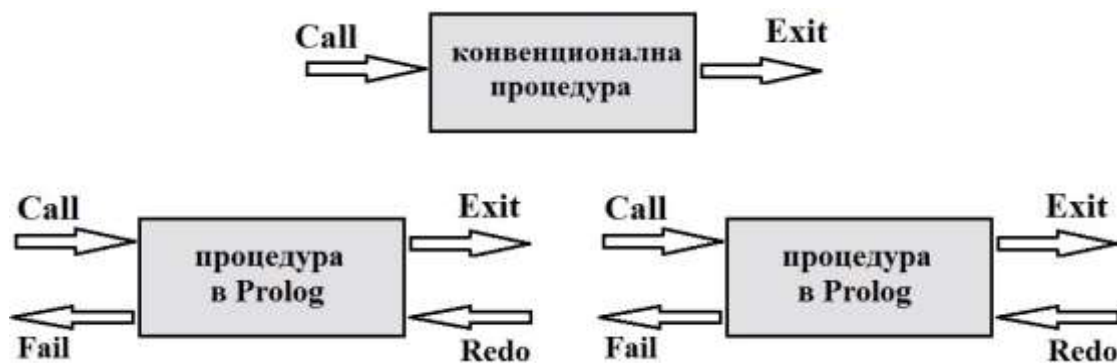 Call
Exit
конвенционална
процедура
Call
Exit
процедура
в Prolog
Fail
Redo
Call
Exit
процедура
в Prolog
Fail
Redo